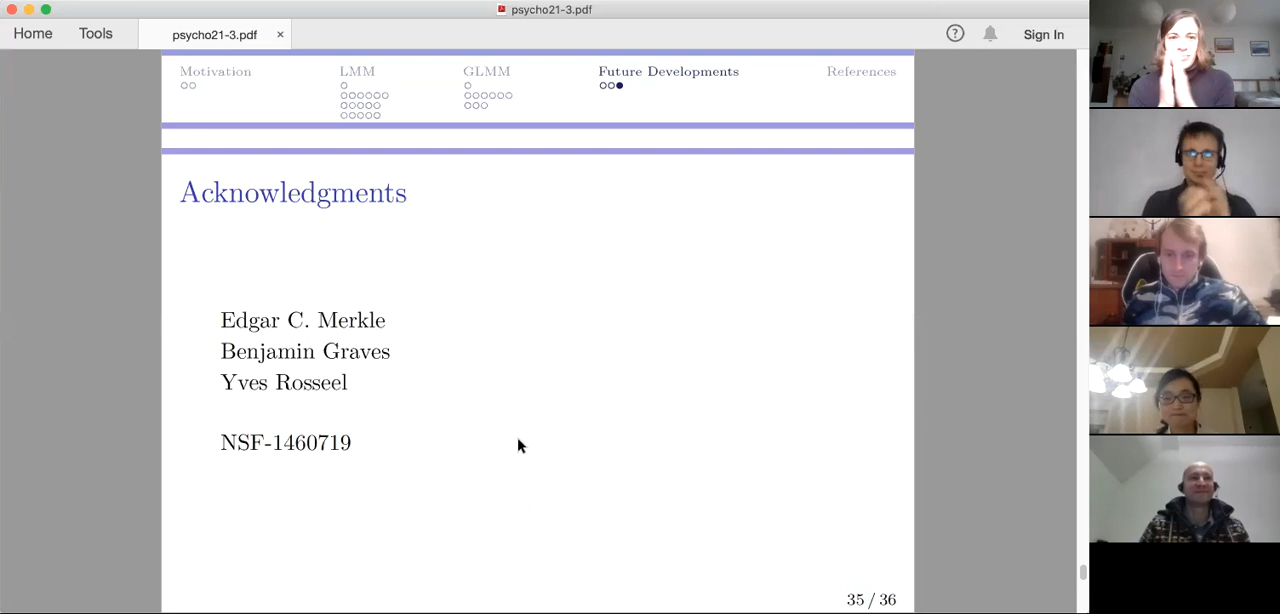 psycho21-3.pdf
Home Tools psycho21-3.pdf × ? Sign In
Motivation LMM GLMM Future Developments References
Acknowledgments
Edgar C. Merkle
Benjamin Graves
Yves Rosseel
NSF-1460719
35 / 36